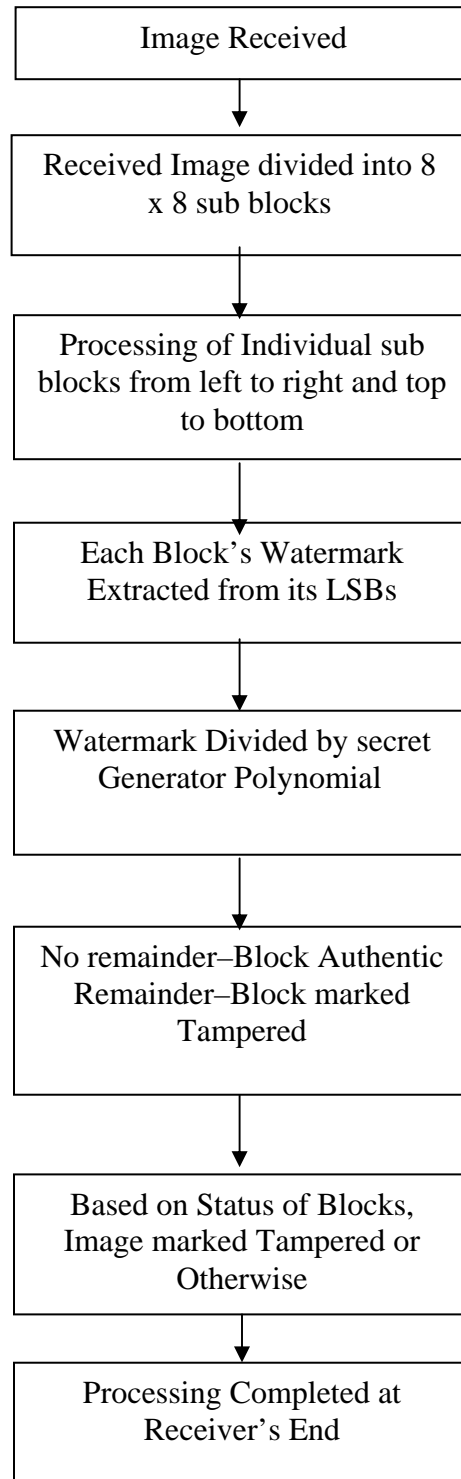 Image Received
Received Image divided into 8
x 8 sub blocks
Processing of Individual sub
blocks from left to right and top
to bottom
Each Block’s Watermark
Extracted from its LSBs
Watermark Divided by secret
Generator Polynomial
No remainder–Block Authentic
Remainder–Block marked
Tampered
Based on Status of Blocks,
Image marked Tampered or
Otherwise
Processing Completed at
Receiver’s End